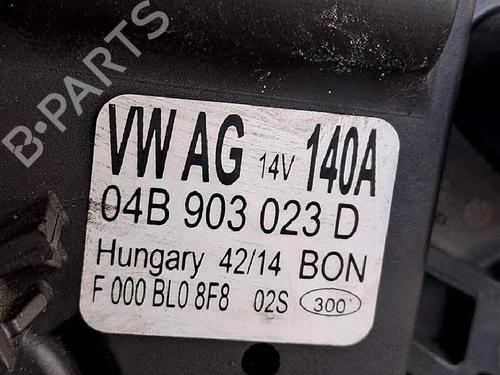 B-PARTS
VW AG 14V 140A
04B 903 023 D
Hungary 42/14 BON
F 000 BL0 8F8 02S 300